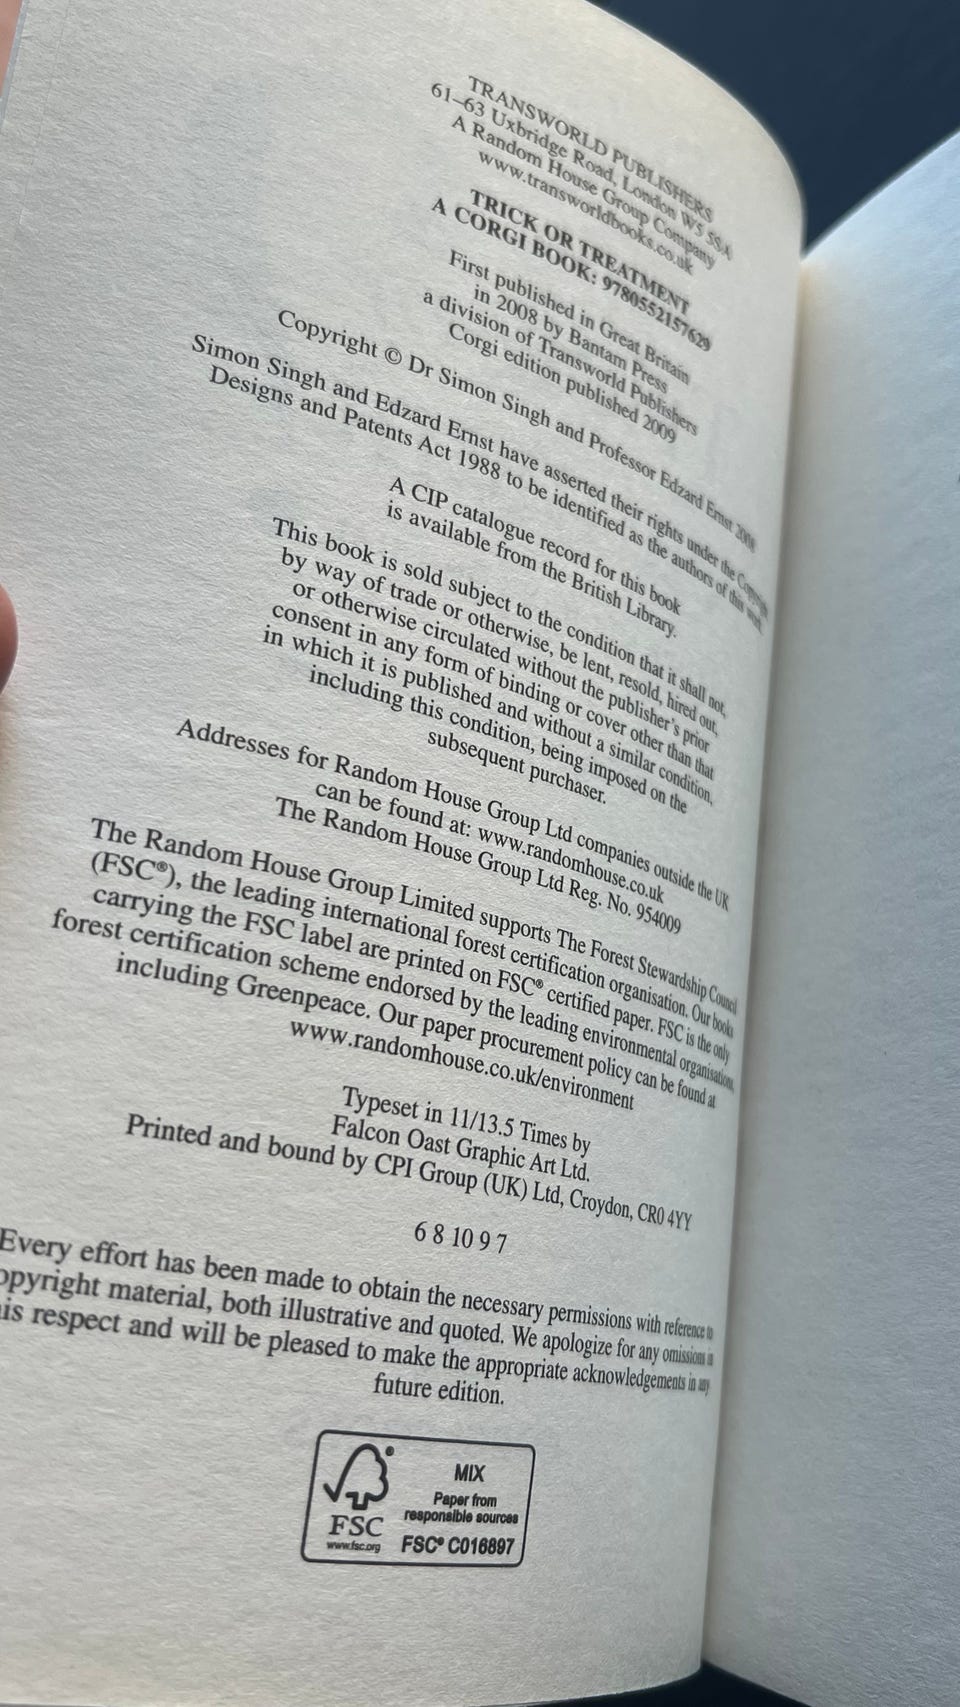 TRANSWORLD PUBLISHERS
61–63 Uxbridge Road, London W5 5SA
A Random House Group Company
www.transworldbooks.co.uk
TRICK OR TREATMENT
A CORGI BOOK: 9780552157629
First published in Great Britain
in 2008 by Bantam Press
a division of Transworld Publishers
Corgi edition published 2009
Copyright © Dr Simon Singh and Professor Edzard Ernst 2008
Simon Singh and Edzard Ernst have asserted their rights under the Copyright
Designs and Patents Act 1988 to be identified as the authors of this work.
A CIP catalogue record for this book
is available from the British Library.
This book is sold subject to the condition that it shall not,
by way of trade or otherwise, be lent, resold, hired out,
or otherwise circulated without the publisher's prior
consent in any form of binding or cover other than that
in which it is published and without a similar condition,
including this condition, being imposed on the
subsequent purchaser.
Addresses for Random House Group Ltd companies outside the UK
can be found at: www.randomhouse.co.uk
The Random House Group Ltd Reg. No. 954009
The Random House Group Limited supports The Forest Stewardship Council
(FSC®), the leading international forest certification organisation. Our books
carrying the FSC label are printed on FSC® certified paper. FSC is the only
forest certification scheme endorsed by the leading environmental organisations,
including Greenpeace. Our paper procurement policy can be found at
www.randomhouse.co.uk/environment
Typeset in 11/13.5 Times by
Falcon Oast Graphic Art Ltd.
Printed and bound by CPI Group (UK) Ltd, Croydon, CR0 4YY
6 8 10 9 7
Every effort has been made to obtain the necessary permissions with reference to
opyright material, both illustrative and quoted. We apologize for any omissions in
is respect and will be pleased to make the appropriate acknowledgements in any
future edition.
FSC
www.fsc.org
MIX
Paper from
responsible sources
FSC® C016897